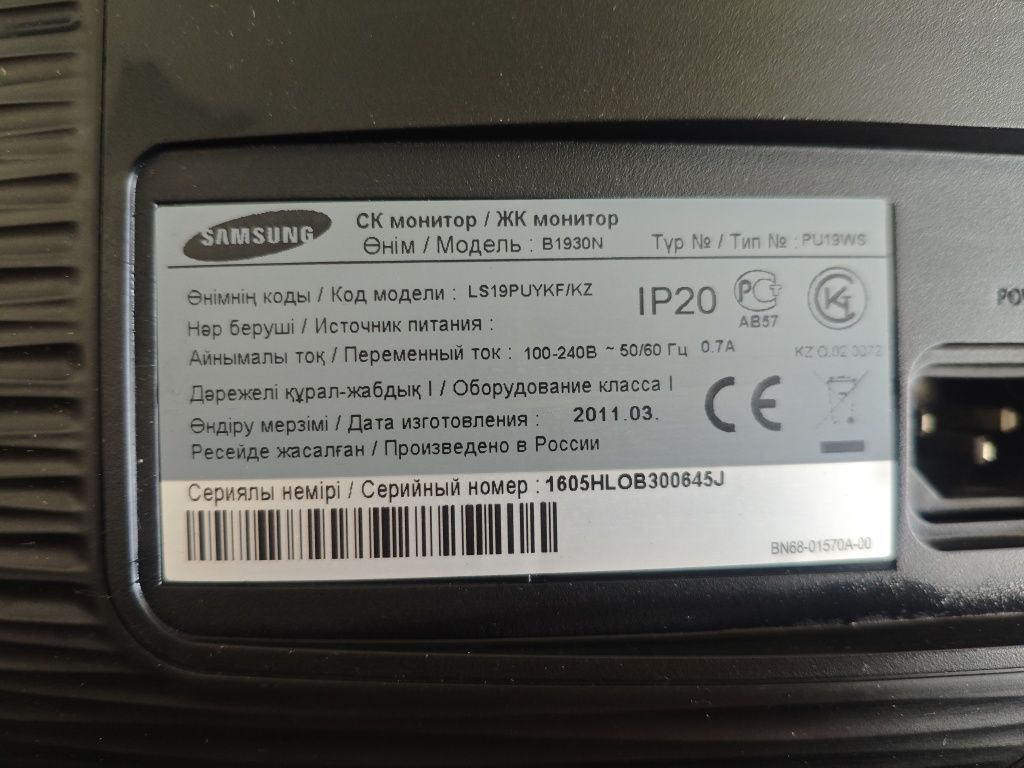 SAMSUNG
СК монитор / ЖК монитор
Өнім / Модель : B1930N Түр № / Тип № : PU19WS
Өнімнің коды / Код модели : LS19PUYKF/KZ
IP20
АВ57
Нәр беруші / Источник питания :
Айнымалы тоқ / Переменный ток : 100-240В ~ 50/60 Гц 0.7А
KZ.O.02.0072
Дәрежелі құрал-жабдық I / Оборудование класса I
CE
Өндіру мерзімі / Дата изготовления : 2011.03.
Ресейде жасалған / Произведено в России
Сериялы немірі / Серийный номер : 1605HLOB300645J
BN68-01570A-00